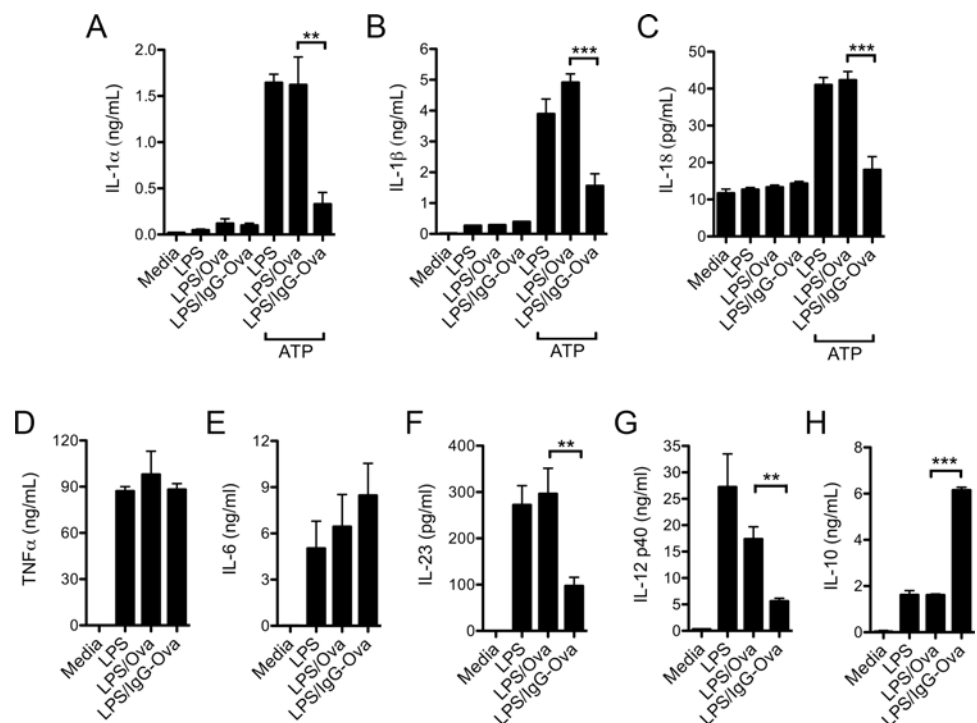 A
B
C
IL-1α (ng/mL)
2.0
1.5
1.0
0.5
0.0
**
Media
LPS
LPS/Ova
LPS/IgG-Ova
LPS
LPS/Ova
LPS/IgG-Ova
ATP
IL-1β (ng/mL)
6
5
4
3
2
1
0
***
Media
LPS
LPS/Ova
LPS/IgG-Ova
LPS
LPS/Ova
LPS/IgG-Ova
ATP
IL-18 (pg/mL)
50
40
30
20
10
0
***
Media
LPS
LPS/Ova
LPS/IgG-Ova
LPS
LPS/Ova
LPS/IgG-Ova
ATP
D
E
F
G
H
TNFα (ng/mL)
120
90
60
30
0
Media
LPS
LPS/Ova
LPS/IgG-Ova
IL-6 (ng/ml)
12
9
6
3
0
Media
LPS
LPS/Ova
LPS/IgG-Ova
IL-23 (pg/ml)
400
300
200
100
0
**
Media
LPS
LPS/Ova
LPS/IgG-Ova
IL-12 p40 (ng/ml)
35
30
25
20
15
10
5
0
**
Media
LPS
LPS/Ova
LPS/IgG-Ova
IL-10 (ng/mL)
8
6
4
2
0
***
Media
LPS
LPS/Ova
LPS/IgG-Ova